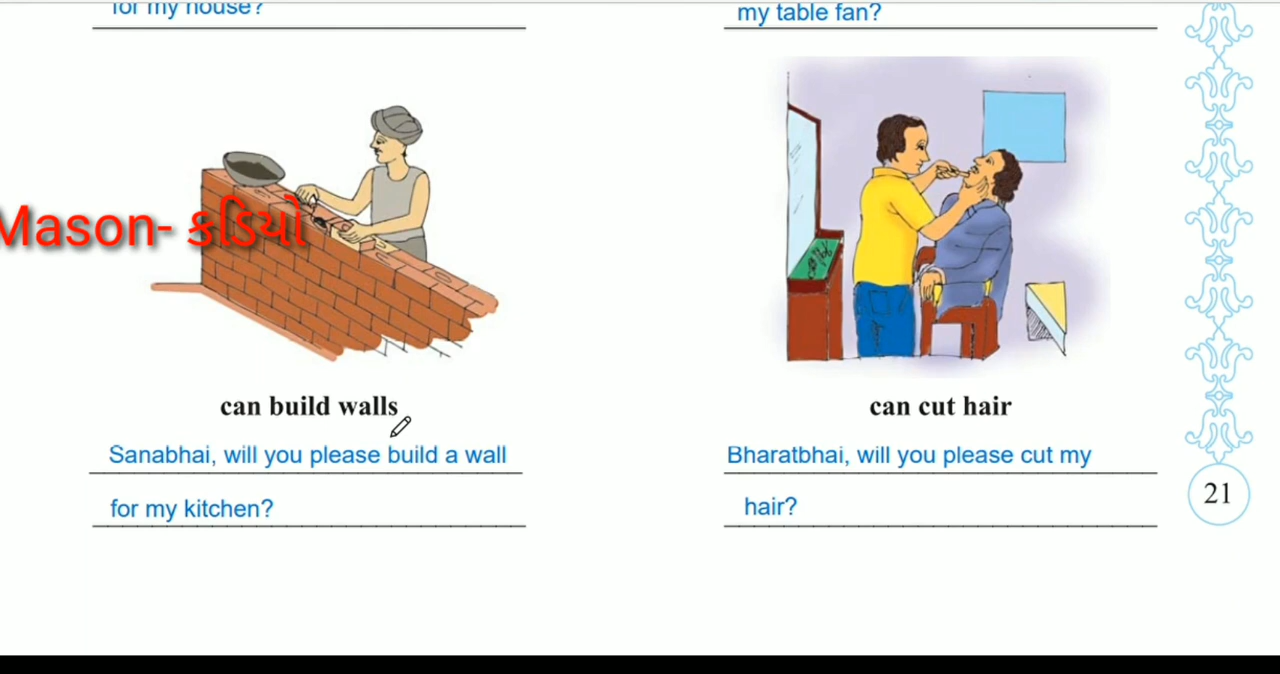 for my house?
my table fan?
Mason- કડિયો
can build walls
can cut hair
Sanabhai, will you please build a wall
for my kitchen?
Bharatbhai, will you please cut my
hair?
21